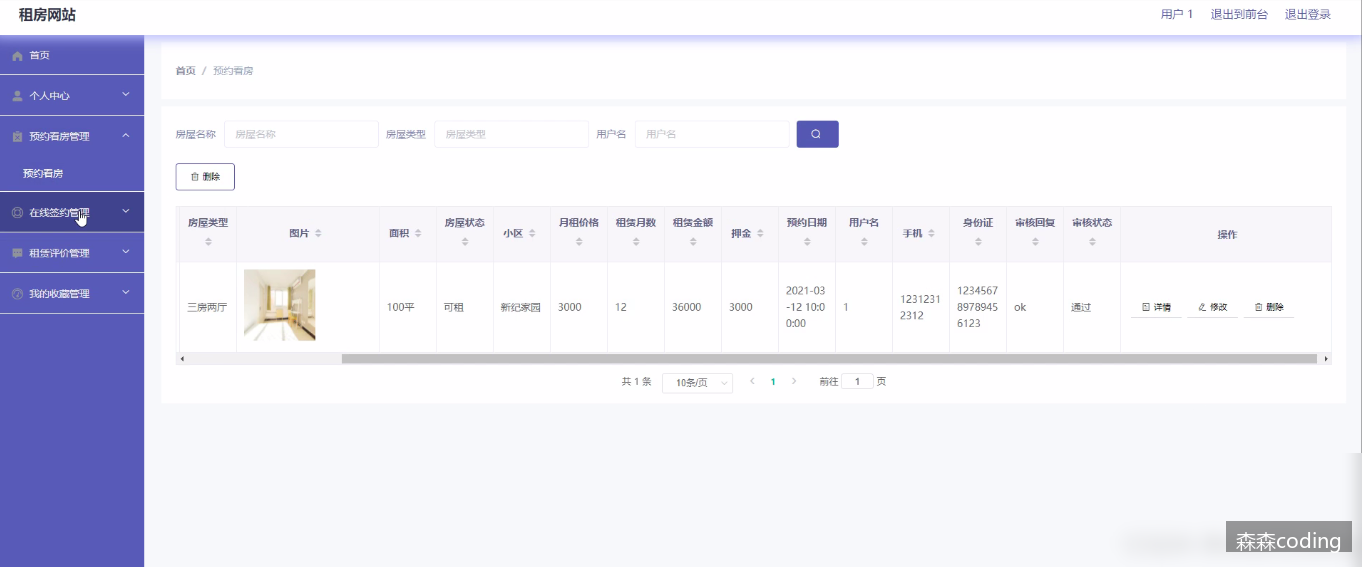 租房网站
用户 1 退出到前台 退出登录
首页
个人中心
预约看房管理
预约看房
在线签约管理
租赁评价管理
我的收藏管理
首页 / 预约看房
房屋名称 房屋名称 房屋类型 房屋类型 用户名 用户名
删除
房屋类型 图片 面积 房屋状态 小区 月租价格 租赁月数 租赁金额 押金 预约日期 用户名 手机 身份证 审核回复 审核状态 操作
三房两厅 100平 可租 新纪家园 3000 12 36000 3000 2021-03-12 10:00:00 1 12312312312 123456789789456123 ok 通过 详情 修改 删除
共 1 条 10条/页 1 前往 1 页
森森coding